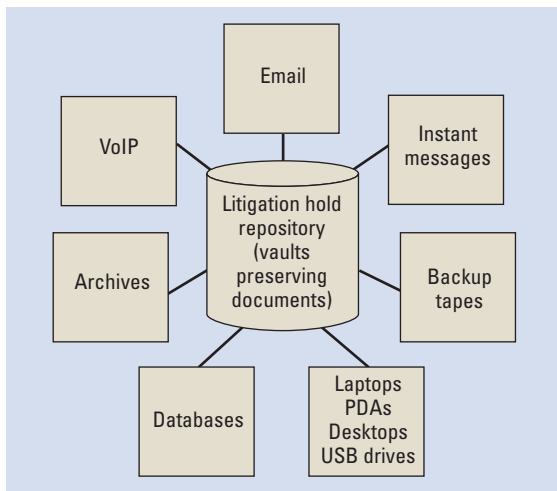 Email
VoIP
Instant
messages
Litigation hold
repository
(vaults
preserving
documents)
Archives
Backup
tapes
Databases
Laptops
PDAs
Desktops
USB drives